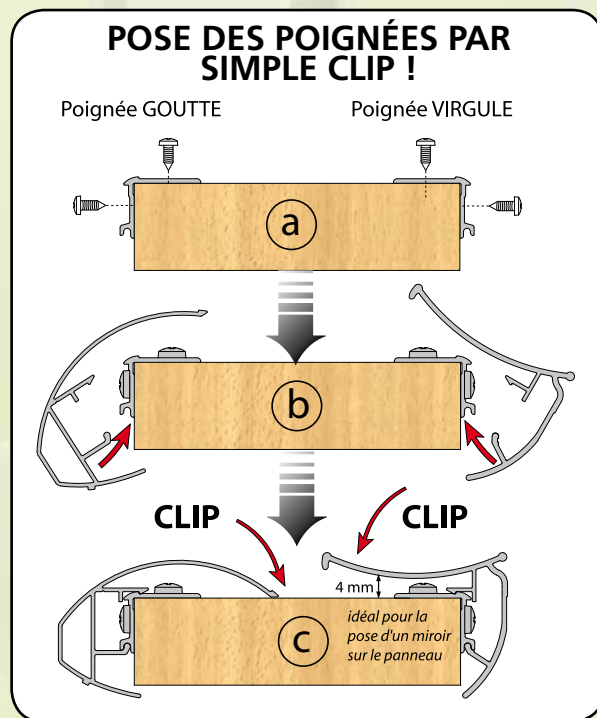 POSE DES POIGNÉES PAR
SIMPLE CLIP !
Poignée GOUTTE
Poignée VIRGULE
a
b
CLIP
CLIP
4 mm
idéal pour la
pose d'un miroir
sur le panneau
c